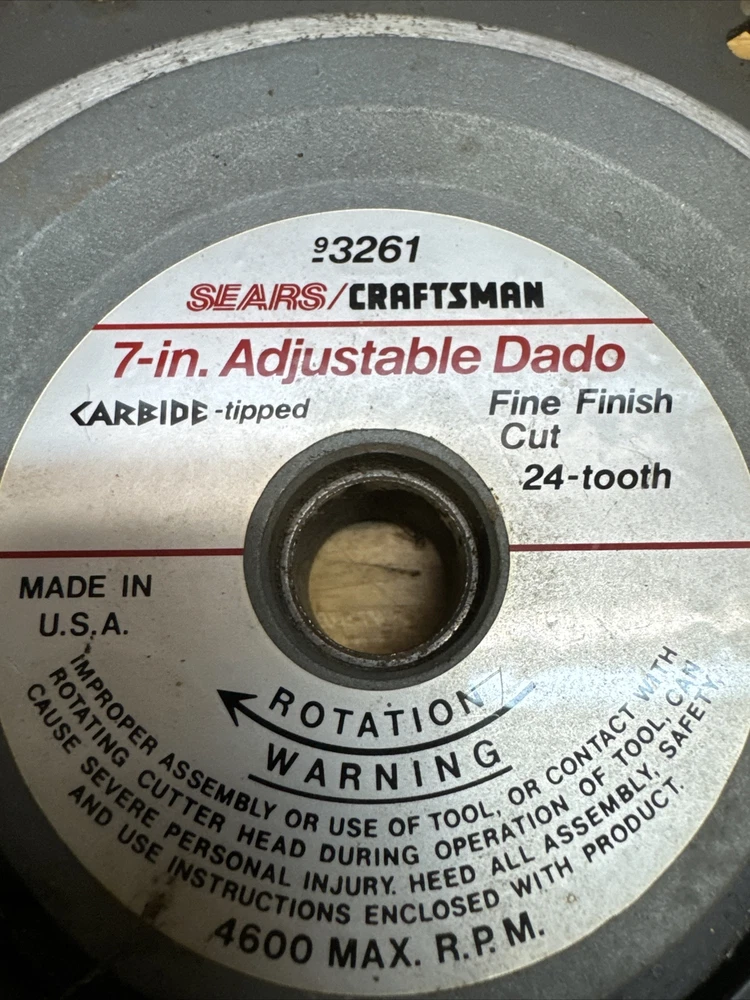 93261
SEARS/CRAFTSMAN
7-in. Adjustable Dado
CARBIDE-tipped
Fine Finish
Cut
24-tooth
MADE IN
U.S.A.
ROTATION
WARNING
IMPROPER ASSEMBLY OR USE OF TOOL, OR CONTACT WITH
ROTATING CUTTER HEAD DURING OPERATION OF TOOL, CAN
CAUSE SEVERE PERSONAL INJURY. HEED ALL ASSEMBLY, SAFETY
AND USE INSTRUCTIONS ENCLOSED WITH PRODUCT.
4600 MAX. R.P.M.